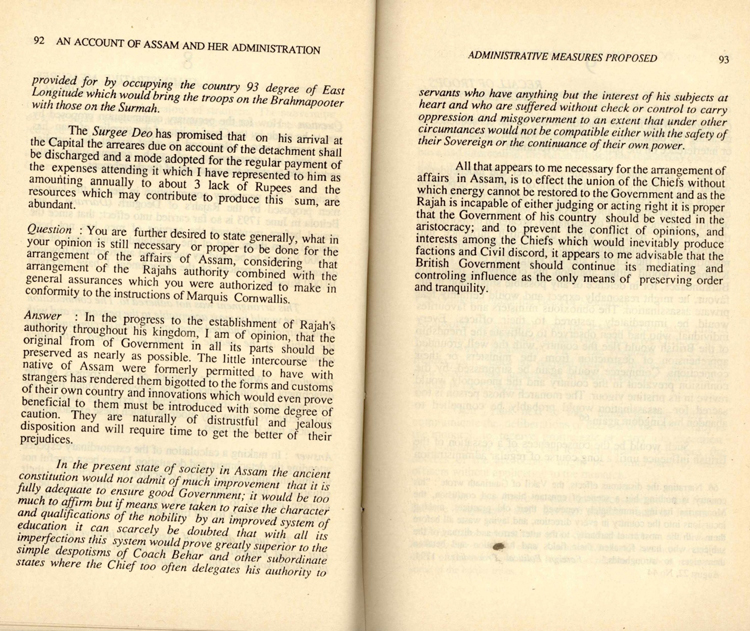 92 AN ACCOUNT OF ASSAM AND HER ADMINISTRATION
provided for by occupying the country 93 degree of East
Longitude which would bring the troops on the Brahmapooter
with those on the Surmah.
The Surgee Deo has promised that on his arrival at
the Capital the arreares due on account of the detachment shall
be discharged and a mode adopted for the regular payment of
the expenses attending it which I have represented to him as
amounting annually to about 3 lack of Rupees and the
resources which may contribute to produce this sum, are
abundant.
Question : You are further desired to state generally, what in
your opinion is still necessary or proper to be done for the
arrangement of the affairs of Assam, considering that
arrangement of the Rajahs authority combined with the
general assurances which you were authorized to make in
conformity to the instructions of Marquis Cornwallis.
Answer : In the progress to the establishment of Rajah's
authority throughout his kingdom, I am of opinion, that the
original from of Government in all its parts should be
preserved as nearly as possible. The little intercourse the
native of Assam were formerly permitted to have with
strangers has rendered them bigotted to the forms and customs
of their own country and innovations which would even prove
beneficial to them must be introduced with some degree of
caution. They are naturally of distrustful and jealous
disposition and will require time to get the better of their
prejudices.
In the present state of society in Assam the ancient
constitution would not admit of much improvement that it is
fully adequate to ensure good Government; it would be too
much to affirm but if means were taken to raise the character
and qualifications of the nobility by an improved system of
education it can scarcely be doubted that with all its
imperfections this system would prove greatly superior to the
simple despotisms of Coach Behar and other subordinate
states where the Chief too often delegates his authority to
ADMINISTRATIVE MEASURES PROPOSED 93
servants who have anything but the interest of his subjects at
heart and who are suffered without check or control to carry
oppression and misgovernment to an extent that under other
circumtances would not be compatible either with the safety of
their Sovereign or the continuance of their own power.
All that appears to me necessary for the arrangement of
affairs in Assam, is to effect the union of the Chiefs without
which energy cannot be restored to the Government and as the
Rajah is incapable of either judging or acting right it is proper
that the Government of his country should be vested in the
aristocracy; and to prevent the conflict of opinions, and
interests among the Chiefs which would inevitably produce
factions and Civil discord, it appears to me advisable that the
British Government should continue its mediating and
controling influence as the only means of preserving order
and tranquility.